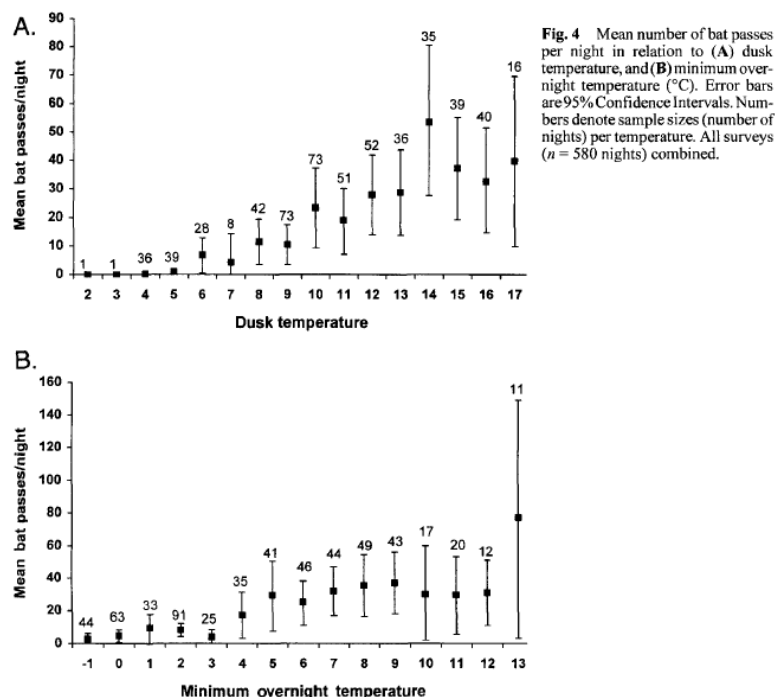 A.
90
80
70
60
50
40
30
20
10
0
Mean bat passes/night
1 1 36 39 28 8 42 73 73 51 52 36 35 39 40 16
2 3 4 5 6 7 8 9 10 11 12 13 14 15 16 17
Dusk temperature
Fig. 4 Mean number of bat passes
per night in relation to (A) dusk
temperature, and (B) minimum over-
night temperature (°C). Error bars
are 95% Confidence Intervals. Num-
bers denote sample sizes (number of
nights) per temperature. All surveys
(n = 580 nights) combined.
B.
160
140
120
100
80
60
40
20
0
Mean bat passes/night
44 63 33 91 25 35 41 46 44 49 43 17 20 12 11
-1 0 1 2 3 4 5 6 7 8 9 10 11 12 13
Minimum overnight temperature